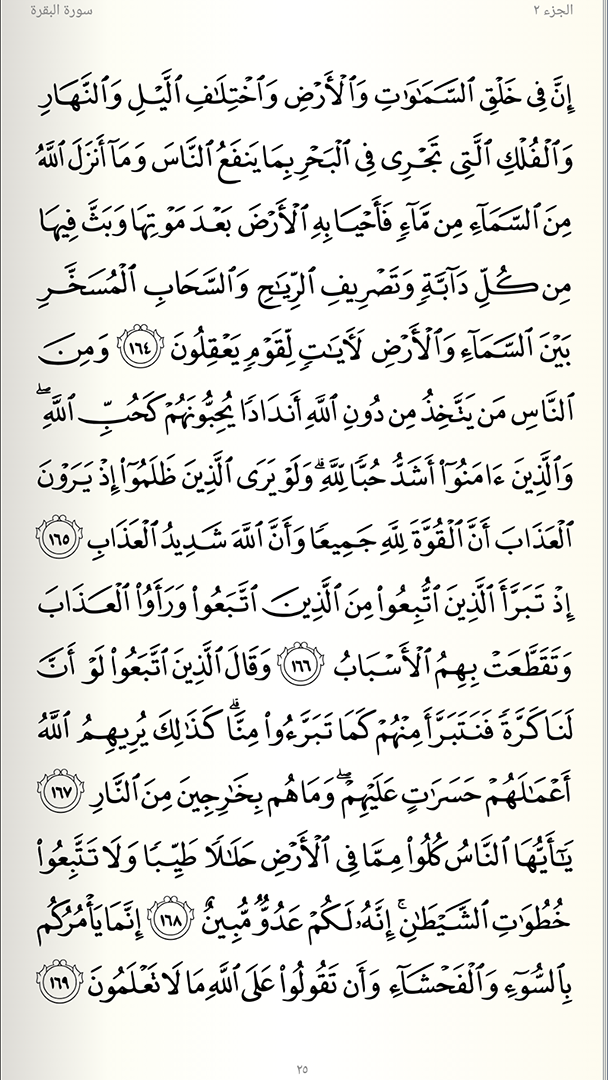 الجزء ٢
سورة البقرة
إِنَّ فِى خَلْقِ ٱلسَّمَٰوَٰتِ وَٱلْأَرْضِ وَٱخْتِلَٰفِ ٱلَّيْلِ وَٱلنَّهَارِ
وَٱلْفُلْكِ ٱلَّتِى تَجْرِى فِى ٱلْبَحْرِ بِمَا يَنفَعُ ٱلنَّاسَ وَمَآ أَنزَلَ ٱللَّهُ
مِنَ ٱلسَّمَآءِ مِن مَّآءٍ فَأَحْيَا بِهِ ٱلْأَرْضَ بَعْدَ مَوْتِهَا وَبَثَّ فِيهَا
مِن كُلِّ دَآبَّةٍ وَتَصْرِيفِ ٱلرِّيَٰحِ وَٱلسَّحَابِ ٱلْمُسَخَّرِ
بَيْنَ ٱلسَّمَآءِ وَٱلْأَرْضِ لَءَايَٰتٍ لِّقَوْمٍ يَعْقِلُونَ ١٦٤ وَمِنَ
ٱلنَّاسِ مَن يَتَّخِذُ مِن دُونِ ٱللَّهِ أَندَادًا يُحِبُّونَهُمْ كَحُبِّ ٱللَّهِۖ
وَٱلَّذِينَ ءَامَنُوٓا۟ أَشَدُّ حُبًّا لِّلَّهِۗ وَلَوْ يَرَى ٱلَّذِينَ ظَلَمُوٓا۟ إِذْ يَرَوْنَ
ٱلْعَذَابَ أَنَّ ٱلْقُوَّةَ لِلَّهِ جَمِيعًا وَأَنَّ ٱللَّهَ شَدِيدُ ٱلْعَذَابِ ١٦٥
إِذْ تَبَرَّأَ ٱلَّذِينَ ٱتُّبِعُوا۟ مِنَ ٱلَّذِينَ ٱتَّبَعُوا۟ وَرَأَوُا۟ ٱلْعَذَابَ
وَتَقَطَّعَتْ بِهِمُ ٱلْأَسْبَابُ ١٦٦ وَقَالَ ٱلَّذِينَ ٱتَّبَعُوا۟ لَوْ أَنَّ
لَنَا كَرَّةً فَنَتَبَرَّأَ مِنْهُمْ كَمَا تَبَرَّءُوا۟ مِنَّاۗ كَذَٰلِكَ يُرِيهِمُ ٱللَّهُ
أَعْمَٰلَهُمْ حَسَرَٰتٍ عَلَيْهِمْۖ وَمَا هُم بِخَٰرِجِينَ مِنَ ٱلنَّارِ ١٦٧
يَٰٓأَيُّهَا ٱلنَّاسُ كُلُوا۟ مِمَّا فِى ٱلْأَرْضِ حَلَٰلًا طَيِّبًا وَلَا تَتَّبِعُوا۟
خُطُوَٰتِ ٱلشَّيْطَٰنِۚ إِنَّهُۥ لَكُمْ عَدُوٌّ مُّبِينٌ ١٦٨ إِنَّمَا يَأْمُرُكُم
بِٱلسُّوٓءِ وَٱلْفَحْشَآءِ وَأَن تَقُولُوا۟ عَلَى ٱللَّهِ مَا لَا تَعْلَمُونَ ١٦٩
٢٥